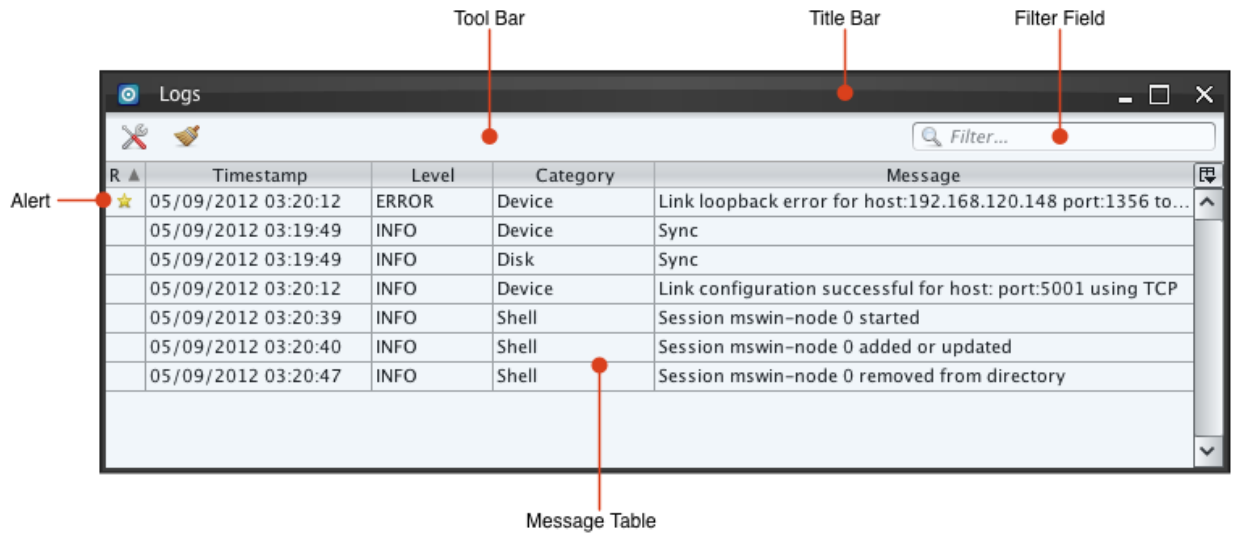 Tool Bar Title Bar Filter Field
Logs
Filter...
R Timestamp Level Category Message
Alert 05/09/2012 03:20:12 ERROR Device Link loopback error for host:192.168.120.148 port:1356 to...
05/09/2012 03:19:49 INFO Device Sync
05/09/2012 03:19:49 INFO Disk Sync
05/09/2012 03:20:12 INFO Device Link configuration successful for host: port:5001 using TCP
05/09/2012 03:20:39 INFO Shell Session mswin-node 0 started
05/09/2012 03:20:40 INFO Shell Session mswin-node 0 added or updated
05/09/2012 03:20:47 INFO Shell Session mswin-node 0 removed from directory
Message Table